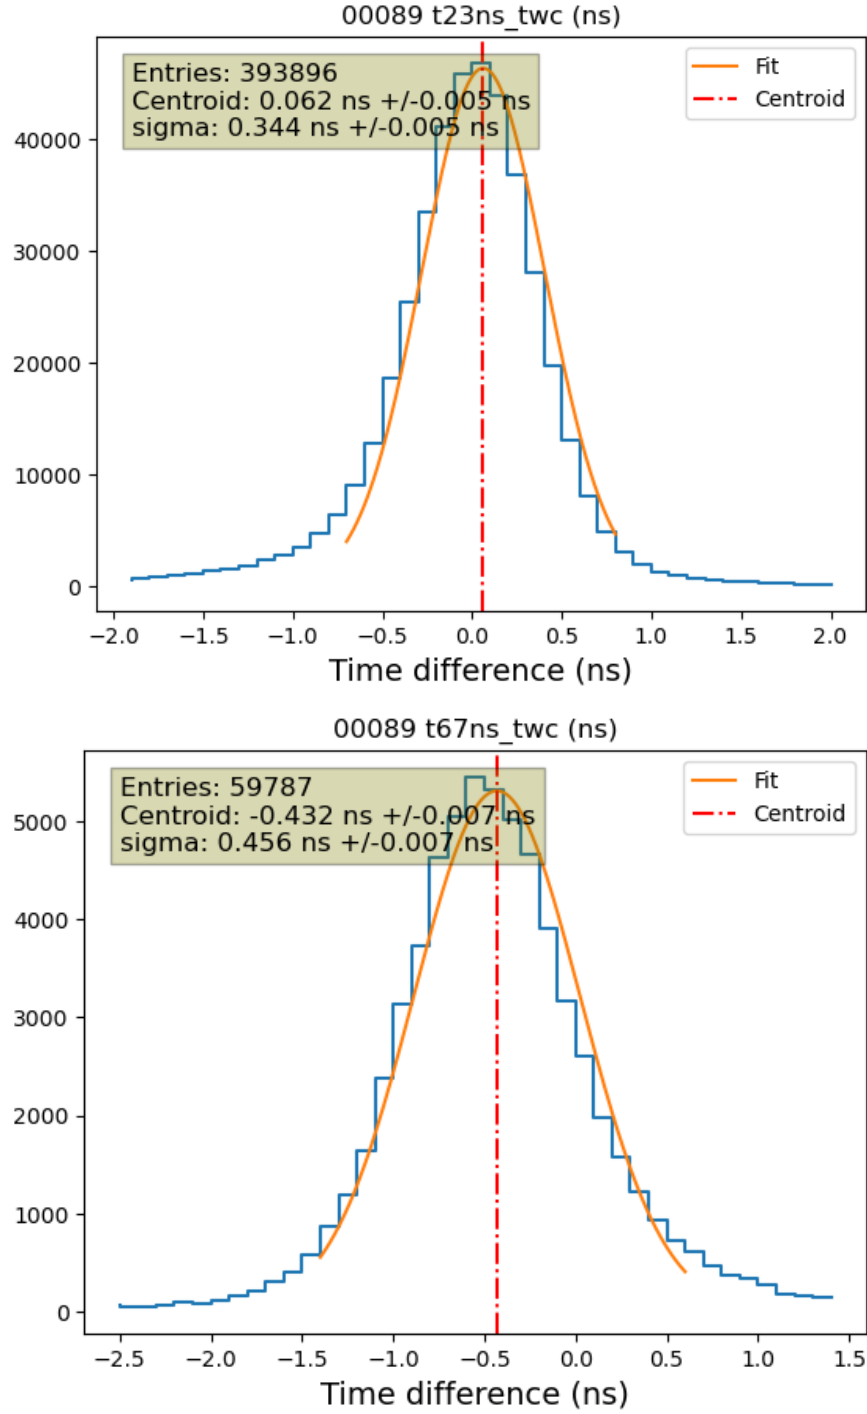 00089 t23ns_twc (ns)
Entries: 393896
Centroid: 0.062 ns +/-0.005 ns
sigma: 0.344 ns +/-0.005 ns
Fit
Centroid
40000
30000
20000
10000
0
−2.0 −1.5 −1.0 −0.5 0.0 0.5 1.0 1.5 2.0
Time difference (ns)
00089 t67ns_twc (ns)
Entries: 59787
Centroid: -0.432 ns +/-0.007 ns
sigma: 0.456 ns +/-0.007 ns
Fit
Centroid
5000
4000
3000
2000
1000
0
−2.5 −2.0 −1.5 −1.0 −0.5 0.0 0.5 1.0 1.5
Time difference (ns)